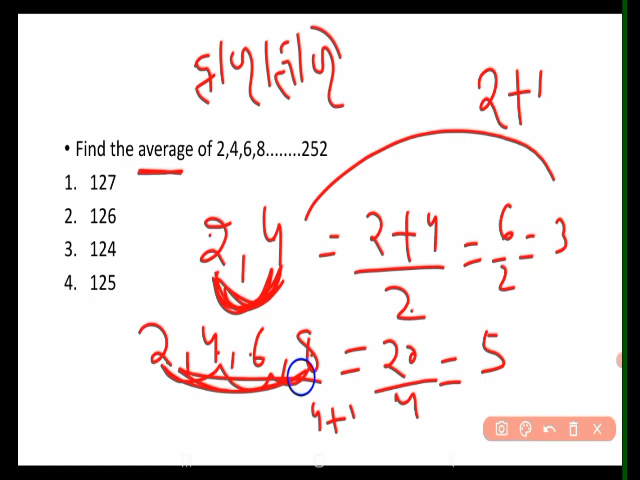 2+1
• Find the average of 2,4,6,8........252
1. 127
2. 126
3. 124
4. 125
2, 4 = 2+4/2 = 6/2 = 3
2, 4, 6, 8 = 20/4 = 5
4+1